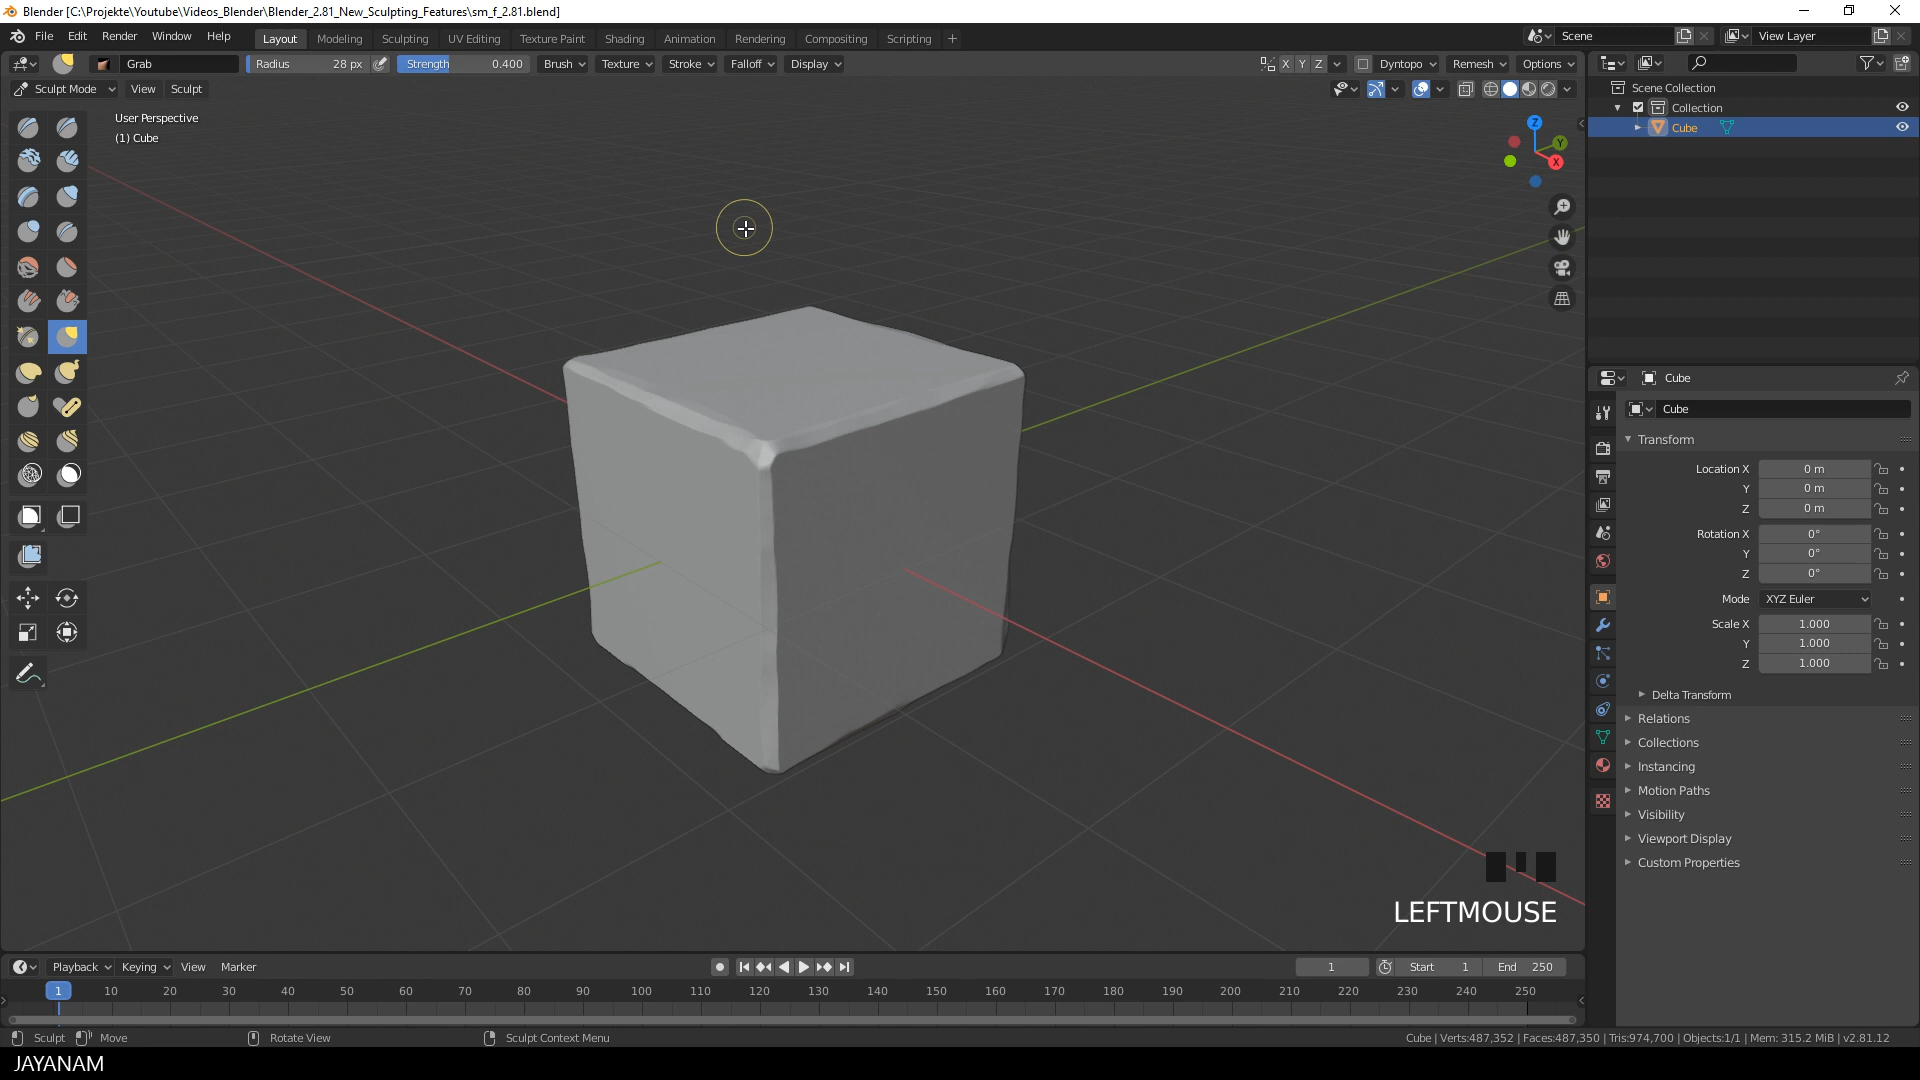 Blender [C:\Projekte\Youtube\Videos_Blender\Blender_2.81_New_Sculpting_Features\sm_f_2.81.blend]
File Edit Render Window Help Layout Modeling Sculpting UV Editing Texture Paint Shading Animation Rendering Compositing Scripting + Scene View Layer
Grab Radius 28 px Strength 0.400 Brush Texture Stroke Falloff Display X Y Z Dyntopo Remesh Options
Sculpt Mode View Sculpt
User Perspective
(1) Cube
Z
Y
X
Scene Collection
Collection
Cube
Cube
Cube
Transform
Location X 0 m
Y 0 m
Z 0 m
Rotation X 0°
Y 0°
Z 0°
Mode XYZ Euler
Scale X 1.000
Y 1.000
Z 1.000
Delta Transform
Relations
Collections
Instancing
Motion Paths
Visibility
Viewport Display
Custom Properties
LEFTMOUSE
Playback Keying View Marker 1 Start 1 End 250
1 10 20 30 40 50 60 70 80 90 100 110 120 130 140 150 160 170 180 190 200 210 220 230 240 250
Sculpt Move Rotate View Sculpt Context Menu Cube | Verts:487,352 | Faces:487,350 | Tris:974,700 | Objects:1/1 | Mem: 315.2 MiB | v2.81.12
JAYANAM